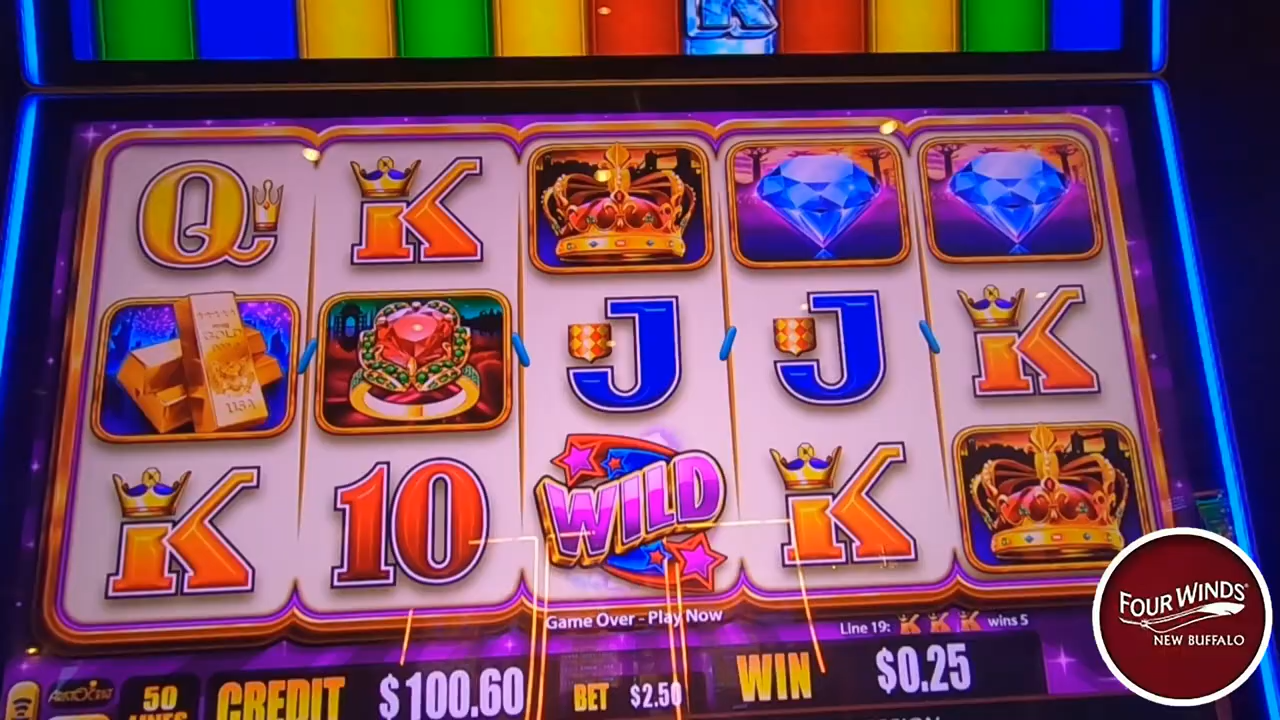 K
Q K
GOLD
USA
J J K
K 10 WILD K
Game Over - Play Now
Line 19: K K K wins 5
ARISTOCRAT
50
LINES
CREDIT $100.60
BET $2.50
WIN $0.25
FOUR WINDS®
NEW BUFFALO